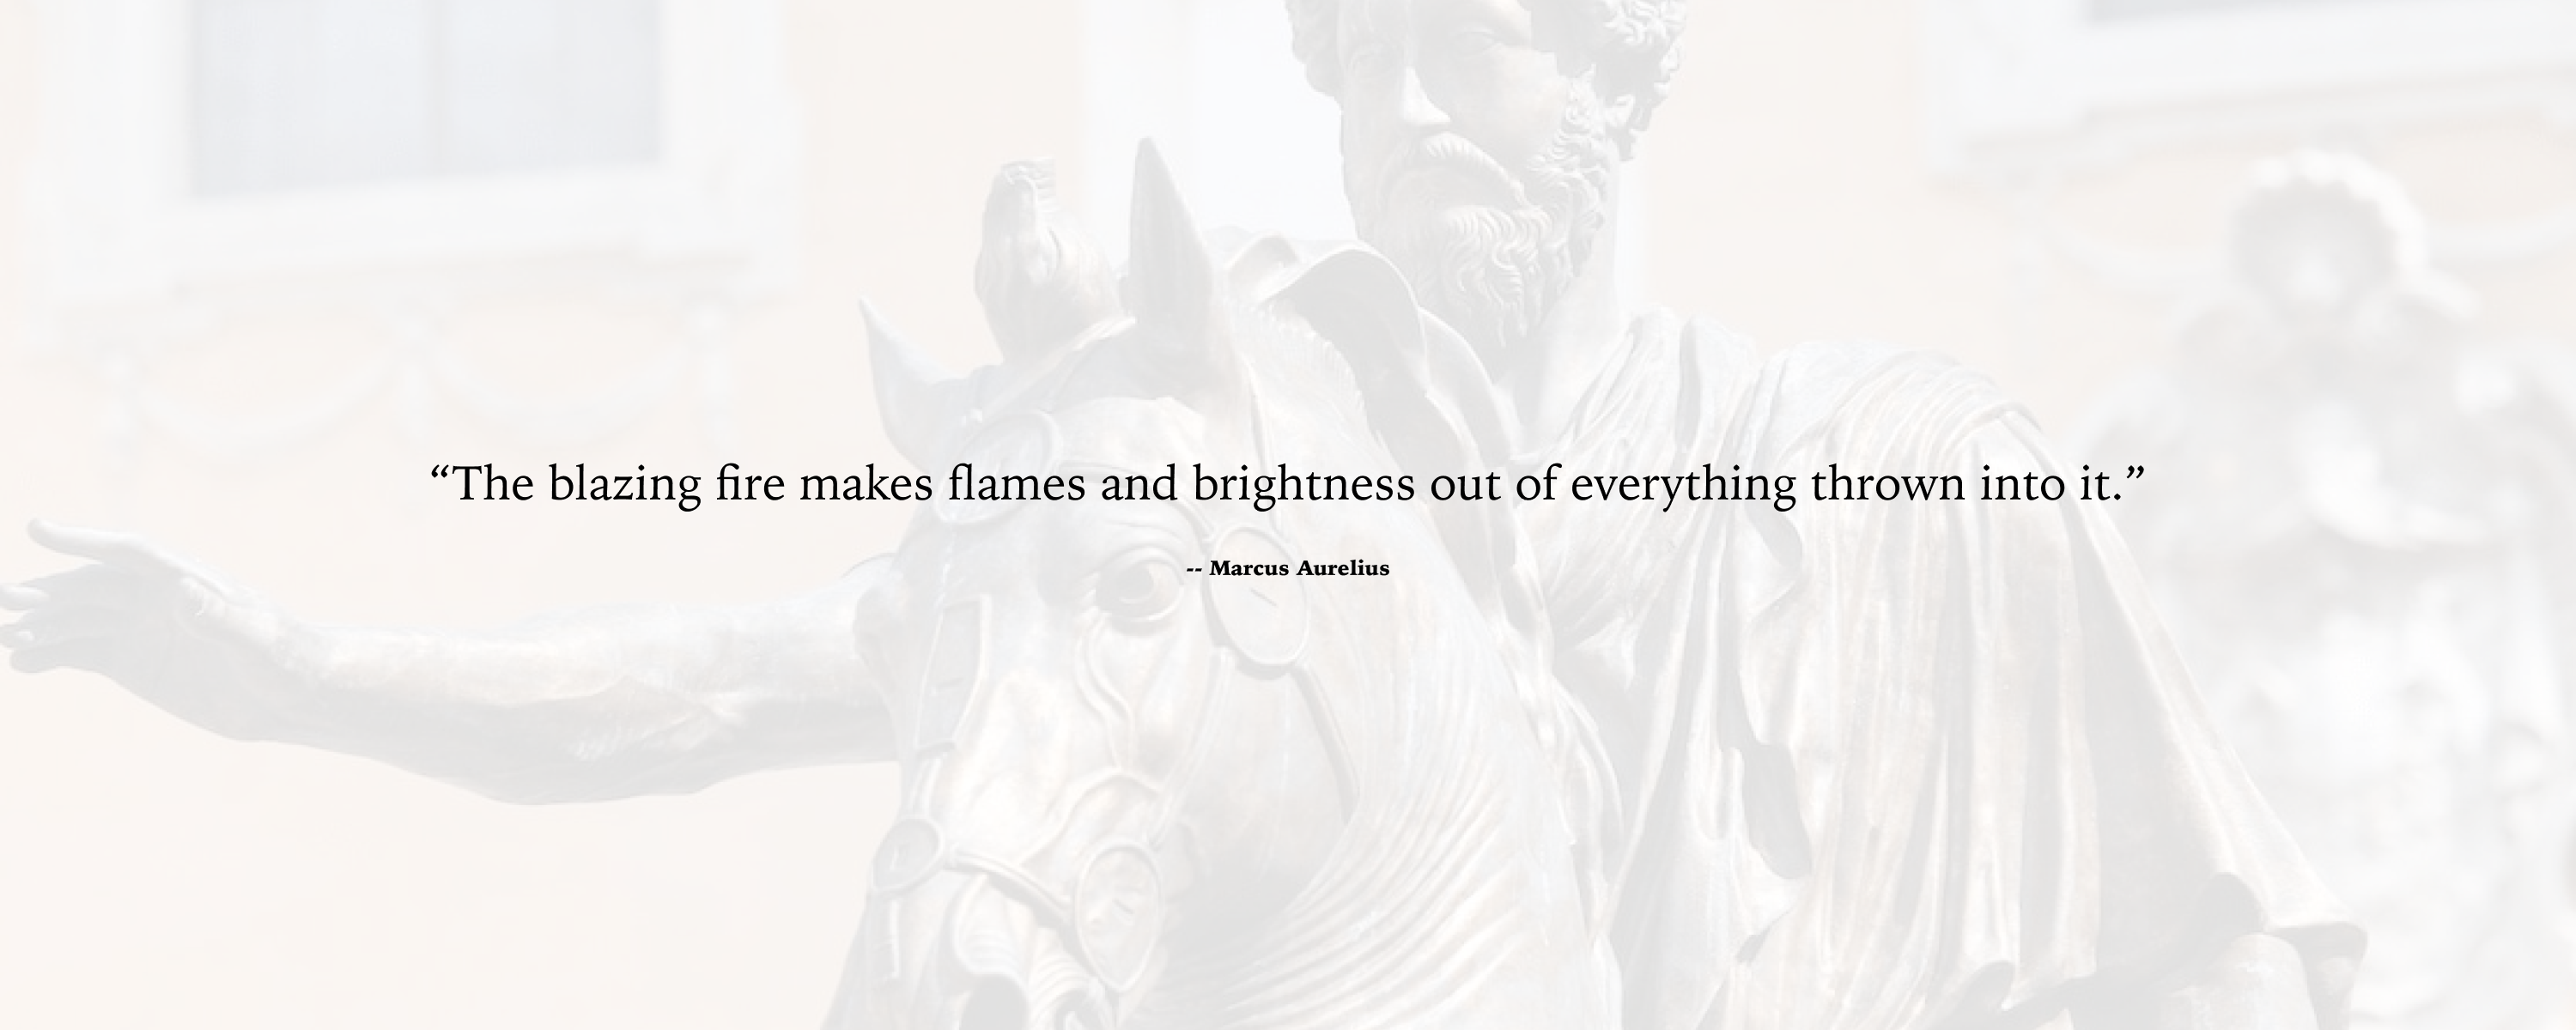 “The blazing fire makes flames and brightness out of everything thrown into it.”
-- Marcus Aurelius